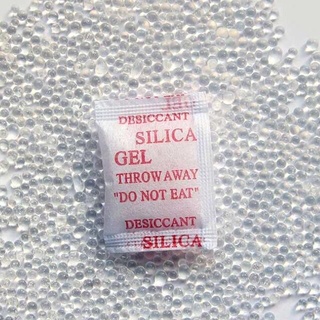 DESICCANT
SILICA
GEL
THROW AWAY
"DO NOT EAT"
DESICCANT
SILICA